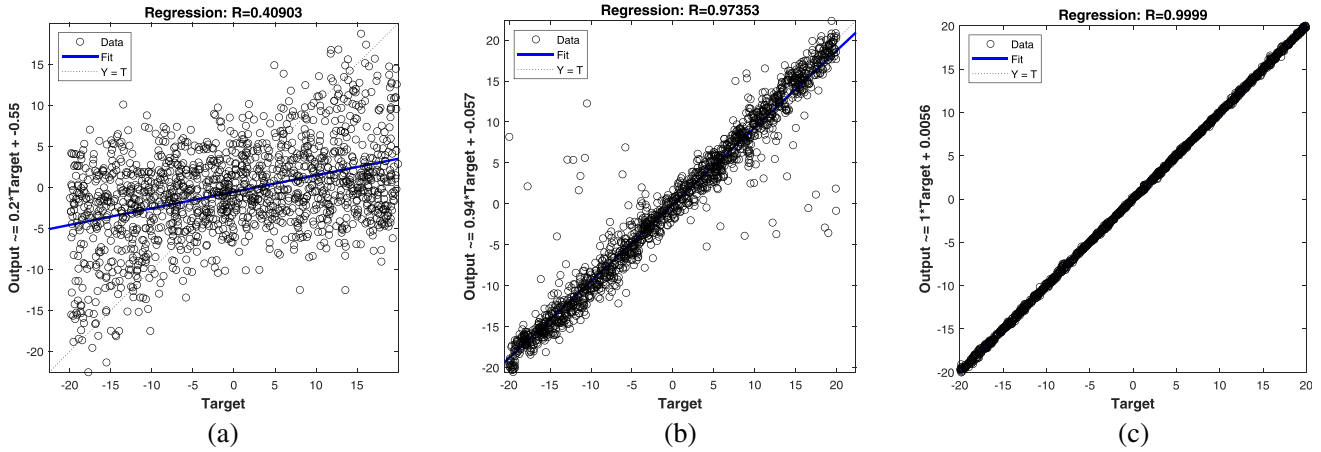 Regression: R=0.40903
Data
Fit
Y = T
Output ~= 0.2*Target + -0.55
15
10
5
0
-5
-10
-15
-20
-20 -15 -10 -5 0 5 10 15
Target
(a)
Regression: R=0.97353
Data
Fit
Y = T
Output ~= 0.94*Target + -0.057
20
15
10
5
0
-5
-10
-15
-20
-20 -15 -10 -5 0 5 10 15 20
Target
(b)
Regression: R=0.9999
Data
Fit
Y = T
Output ~= 1*Target + 0.0056
20
15
10
5
0
-5
-10
-15
-20
-20 -15 -10 -5 0 5 10 15 20
Target
(c)